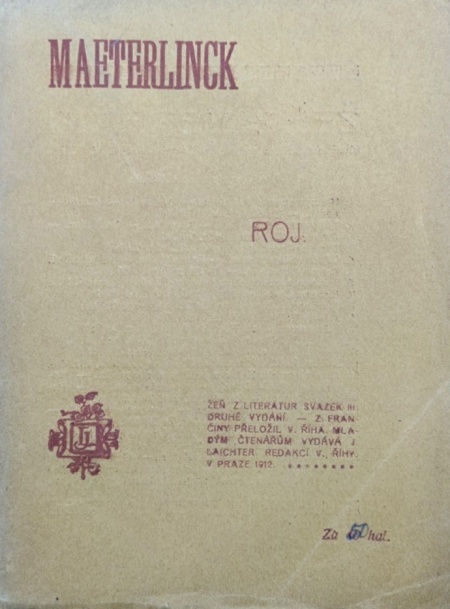 MAETERLINCK
ROJ.
ŽEŇ Z LITERATUR SVAZEK III.
DRUHÉ VYDÁNÍ. — Z FRAN-
ČINY PŘELOŽIL V. ŘÍHA. MLA-
DÝM ČTENÁŘŮM VYDÁVÁ J.
LAICHTER. REDAKCÍ V. ŘÍHY.
V PRAZE 1912.
JL
Za 50 hal.